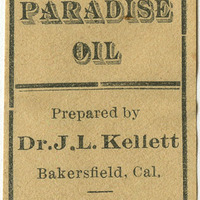 PARADISE
OIL
Prepared by
Dr. J. L. Kellett
Bakersfield, Cal.